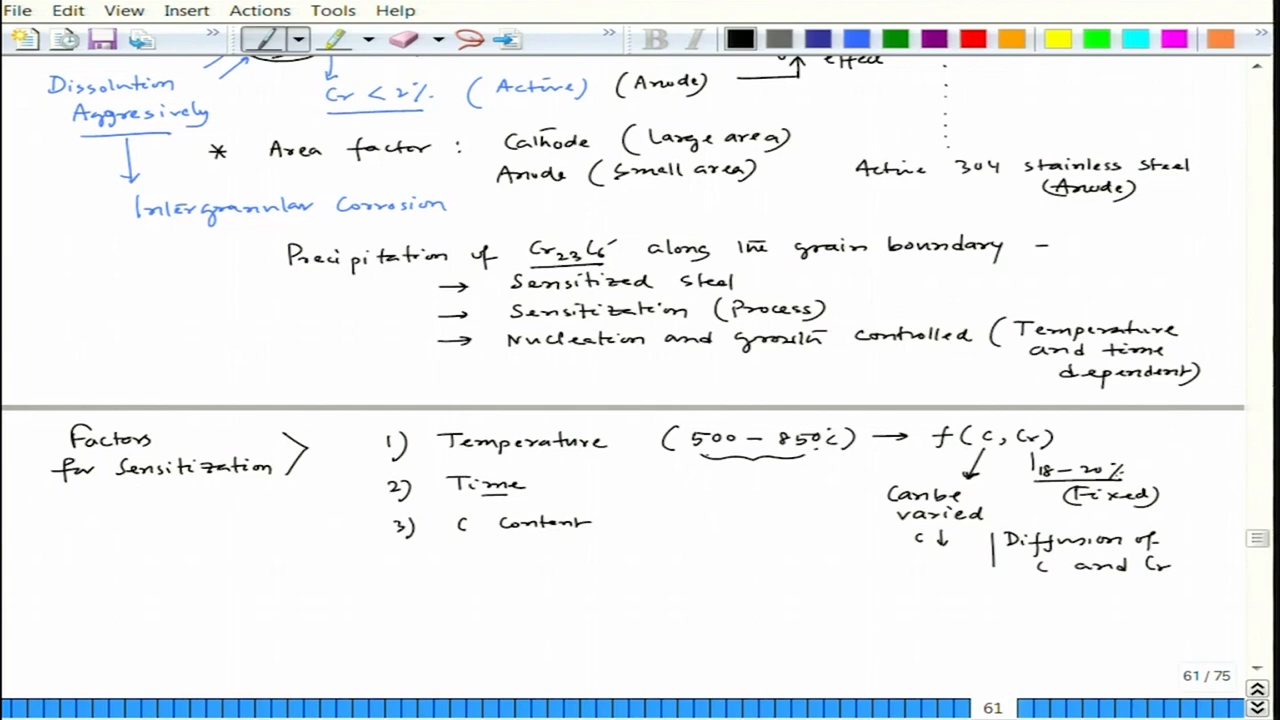 File Edit View Insert Actions Tools Help
B I
effect
Dissolution
Aggresively
Cr < 2% (Active) (Anode)
* Area factor : Cathode (large area)
Anode (Small area)
Active 304 stainless steel
(Anode)
Intergranular Corrosion
Precipitation of Cr23C6 along the grain boundary -
→ Sensitized steel
→ Sensitization (Process)
→ Nucleation and growth controlled (Temperature
and time
dependent)
Factors
for Sensitization
1) Temperature (500 - 850°C) → f(C, Cr)
18-20%
(Fixed)
2) Time
Can be
varied
C ↓
3) C Content
Diffusion of
C and Cr
61 / 75
61